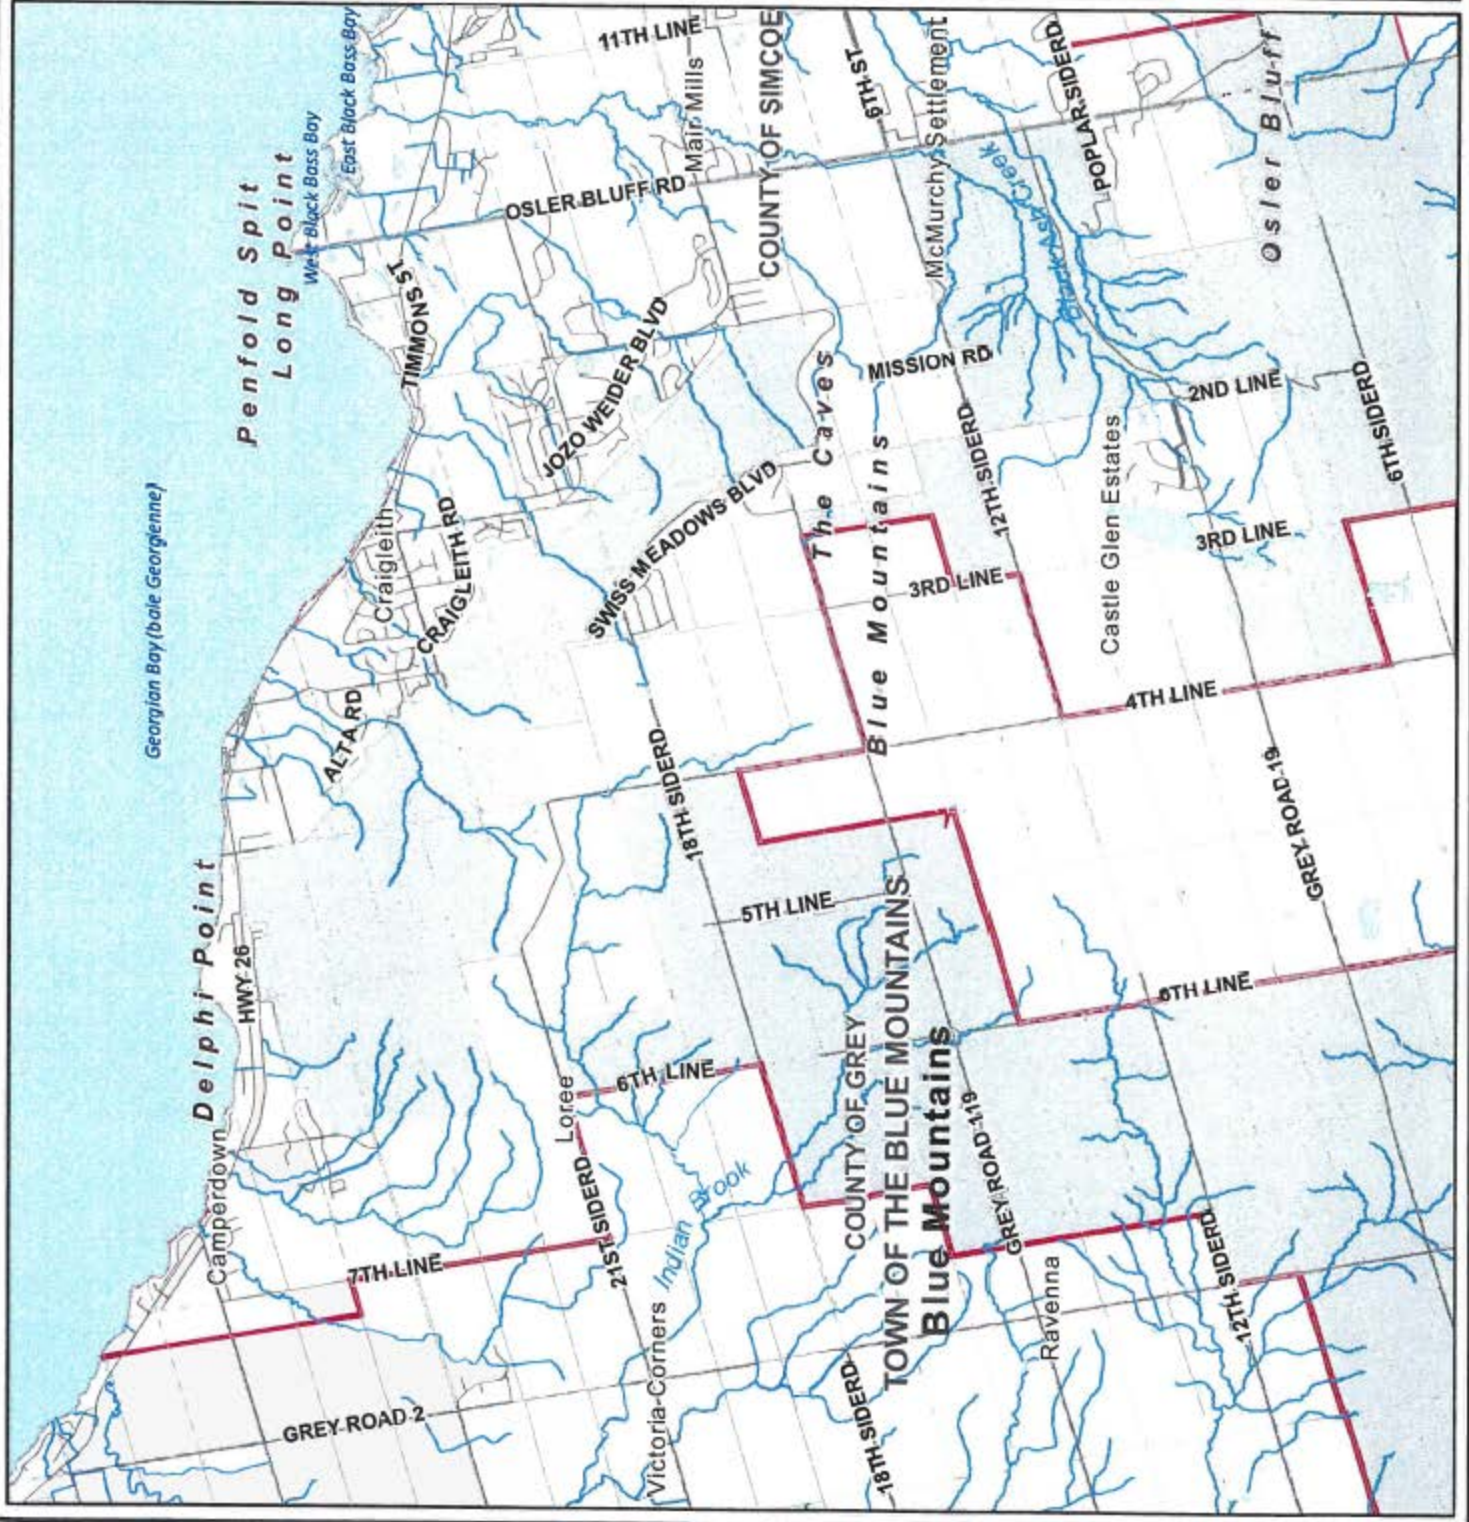 Georgian Bay (baie Georgienne)
Penfold Spit
Long Point
West Black Bass Bay
East Black Bass Bay
Delphi Point
HWY 26
Camperdown
7TH LINE
GREY ROAD 2
ALTA RD
Craigleith
CRAIGLEITH RD
TIMMONS ST
OSLER BLUFF RD
11TH LINE
Mair Mills
COUNTY OF SIMCOE
6TH ST
McMurchy Settlement
POPLAR SIDERD
Osler Bluff
JOZO WEIDER BLVD
SWISS MEADOWS BLVD
The Caves
Blue Mountains
MISSION RD
Black Ash Creek
2ND LINE
12TH SIDERD
Castle Glen Estates
6TH SIDERD
3RD LINE
3RD LINE
4TH LINE
18TH SIDERD
5TH LINE
GREY ROAD 19
6TH LINE
Loree
6TH LINE
21ST SIDERD
Indian Brook
Victoria Corners
COUNTY OF GREY
TOWN OF THE BLUE MOUNTAINS
Blue Mountains
GREY ROAD 119
Ravenna
12TH SIDERD
18TH SIDERD